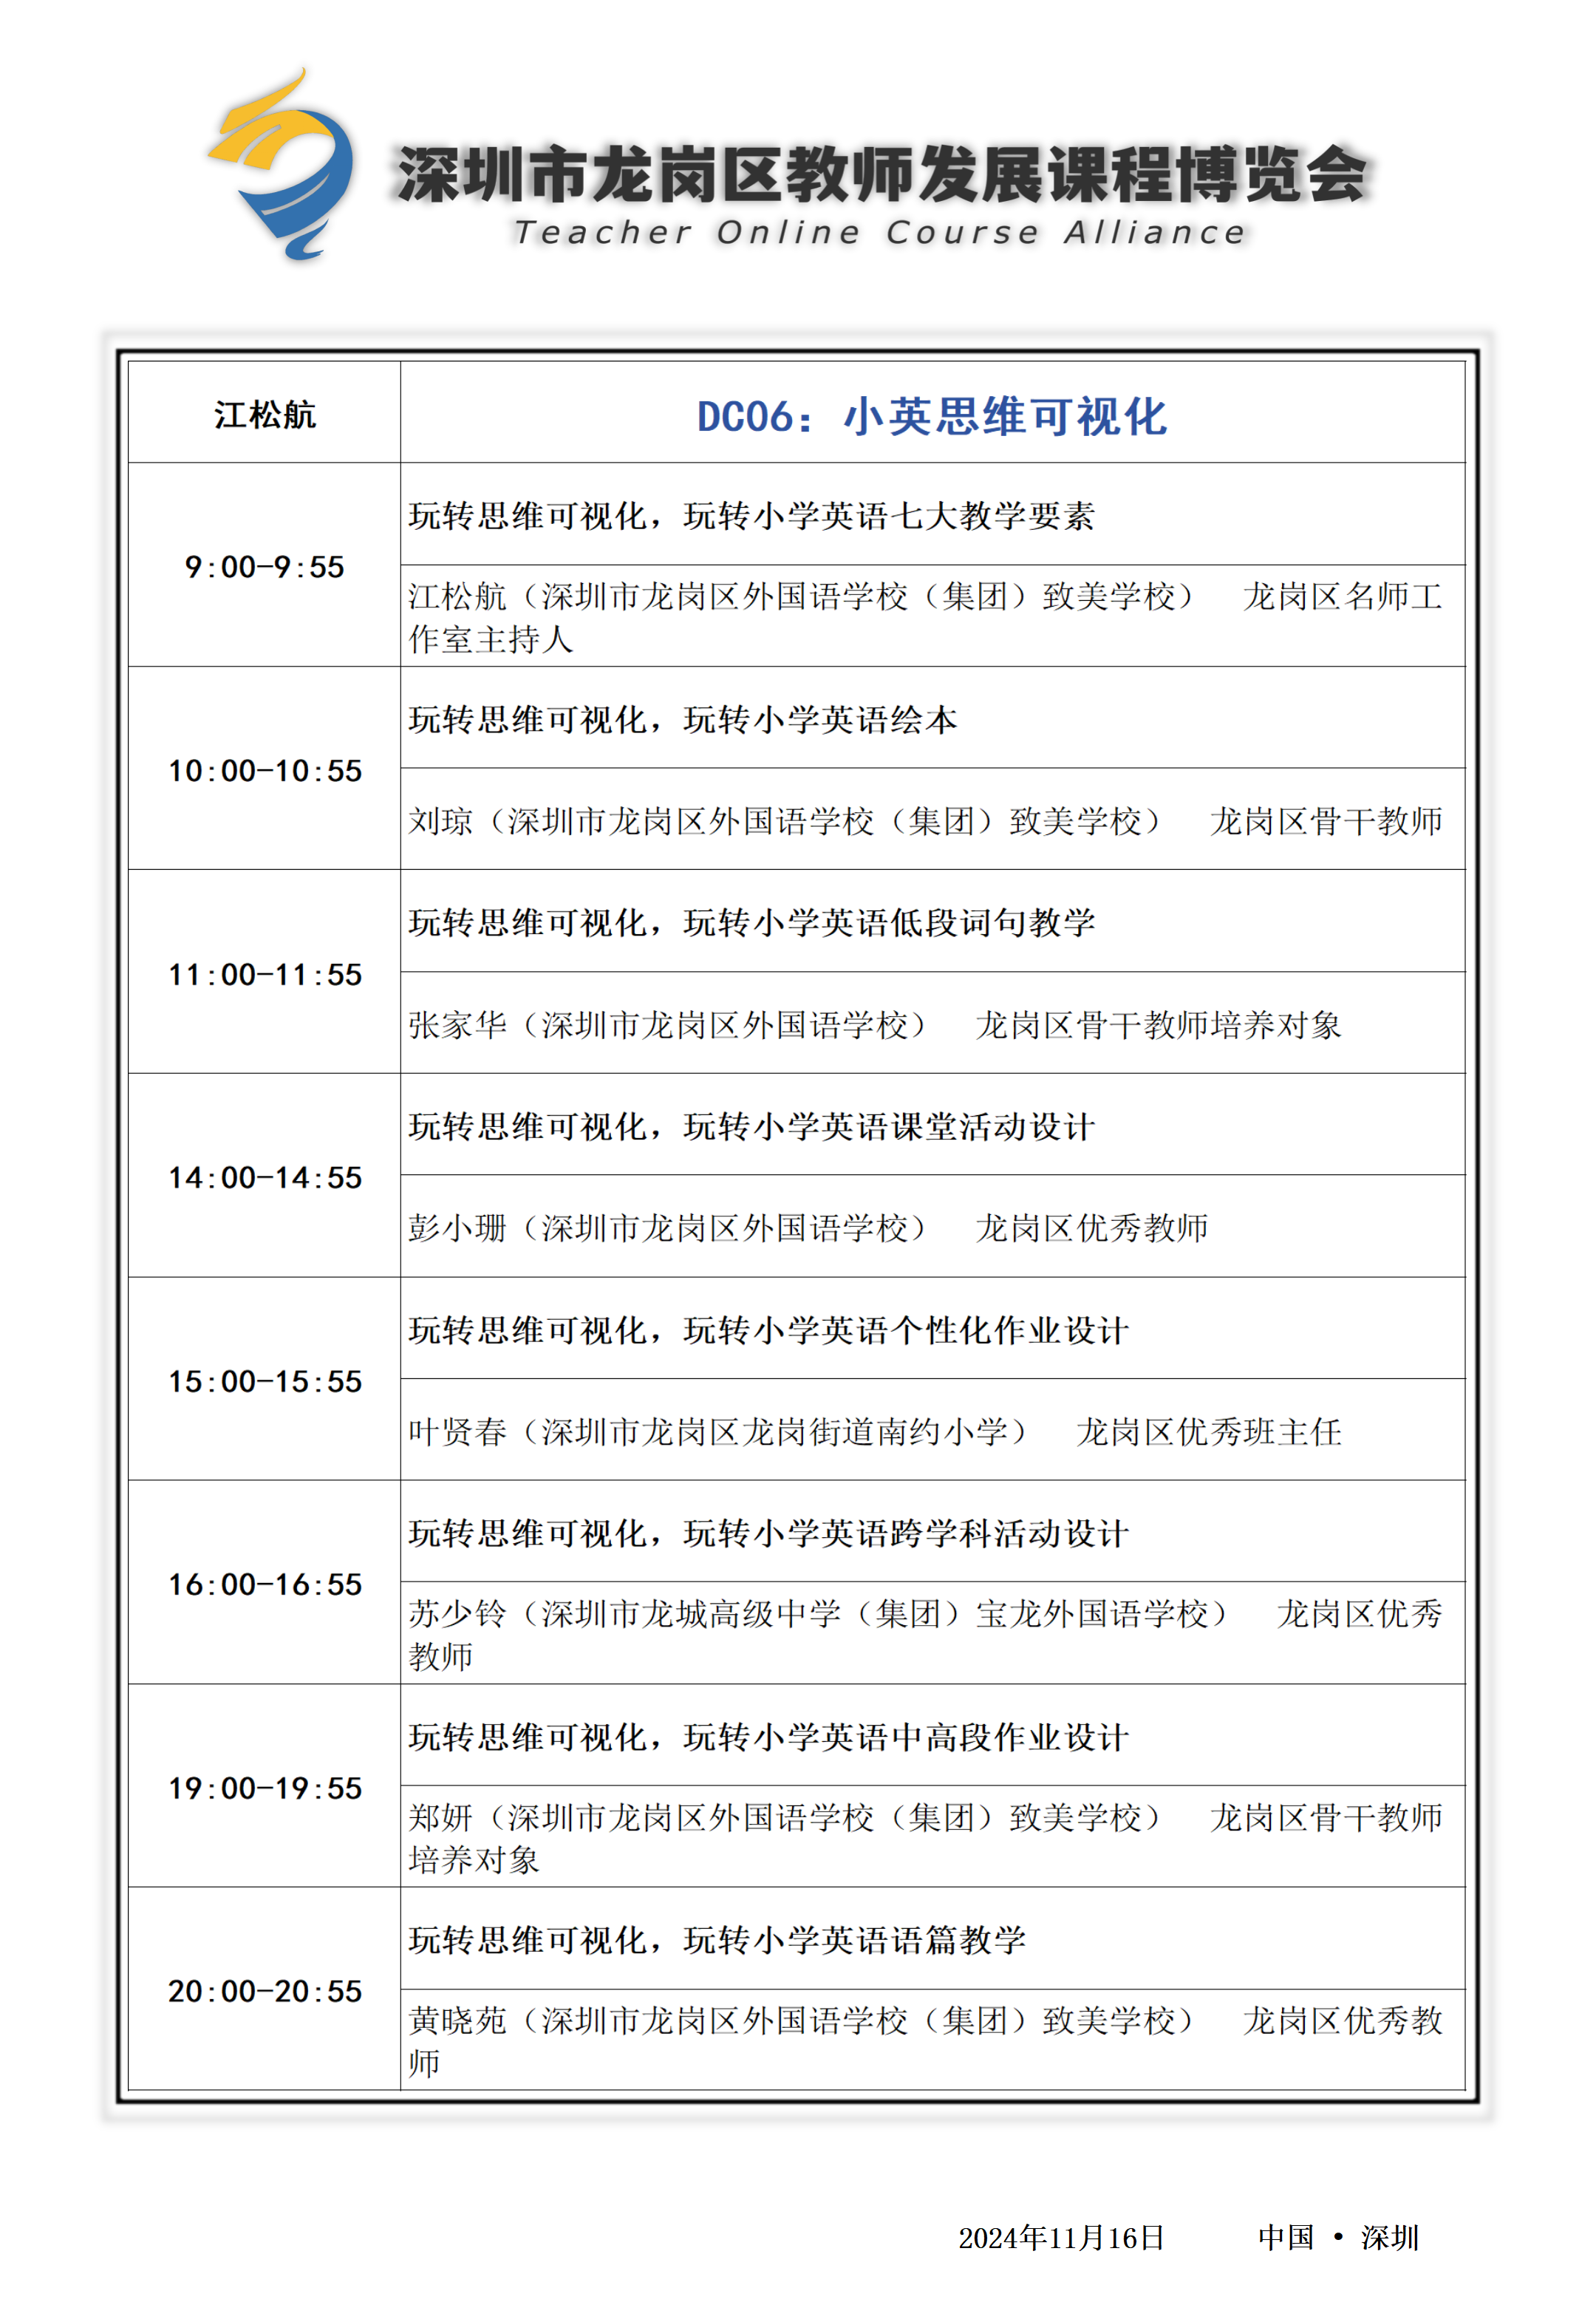 深圳市龙岗区教师发展课程博览会
Teacher Online Course Alliance
江松航
DC06：小英思维可视化
9:00-9:55
玩转思维可视化，玩转小学英语七大教学要素
江松航（深圳市龙岗区外国语学校（集团）致美学校） 龙岗区名师工
作室主持人
10:00-10:55
玩转思维可视化，玩转小学英语绘本
刘琼（深圳市龙岗区外国语学校（集团）致美学校） 龙岗区骨干教师
11:00-11:55
玩转思维可视化，玩转小学英语低段词句教学
张家华（深圳市龙岗区外国语学校） 龙岗区骨干教师培养对象
14:00-14:55
玩转思维可视化，玩转小学英语课堂活动设计
彭小珊（深圳市龙岗区外国语学校） 龙岗区优秀教师
15:00-15:55
玩转思维可视化，玩转小学英语个性化作业设计
叶贤春（深圳市龙岗区龙岗街道南约小学） 龙岗区优秀班主任
16:00-16:55
玩转思维可视化，玩转小学英语跨学科活动设计
苏少铃（深圳市龙城高级中学（集团）宝龙外国语学校） 龙岗区优秀
教师
19:00-19:55
玩转思维可视化，玩转小学英语中高段作业设计
郑妍（深圳市龙岗区外国语学校（集团）致美学校） 龙岗区骨干教师
培养对象
20:00-20:55
玩转思维可视化，玩转小学英语语篇教学
黄晓苑（深圳市龙岗区外国语学校（集团）致美学校） 龙岗区优秀教
师
2024年11月16日 中国 • 深圳